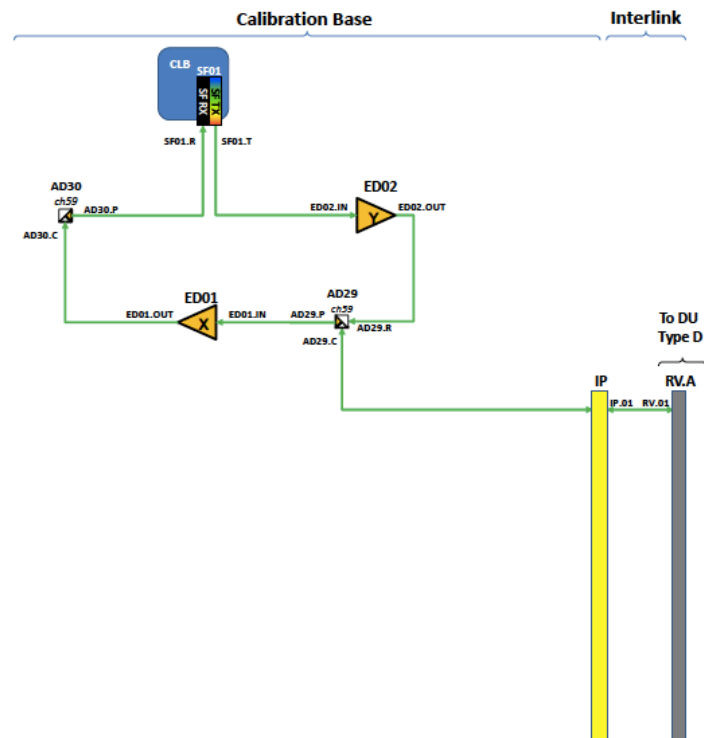 Calibration Base
Interlink
CLB
SF01
SF RX
SF TX
SF01.R
SF01.T
AD30
ch59
AD30.P
AD30.C
ED02
ED02.IN
ED02.OUT
Y
ED01
ED01.OUT
ED01.IN
X
AD29
ch59
AD29.P
AD29.R
AD29.C
To DU
Type D
IP
RV.A
IP.01
RV.01